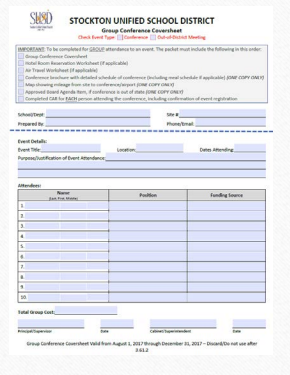 SUSD
STOCKTON UNIFIED SCHOOL DISTRICT
Group Conference Coversheet
Check Event Type: Conference Out-of-District Meeting
IMPORTANT: To be completed for GROUP attendance to an event. The packet must include the following in this order:
Group Conference Coversheet
Hotel Room Reservation Worksheet (if applicable)
Air Travel Worksheet (if applicable)
Conference brochure with detailed schedule of conference (including meal schedule if applicable) (ONE COPY ONLY)
Map showing mileage from site to conference/airport (ONE COPY ONLY)
Approved Board Agenda Item, if conference is out of state (ONE COPY ONLY)
Completed CAR for EACH person attending the conference, including confirmation of event registration
School/Dept: Site #
Prepared By: Phone/Email:
Event Details:
Event Title: Location: Dates Attending:
Purpose/Justification of Event Attendance:
Attendees:
Name Position Funding Source
(Last, First, Middle)
1.
2.
3.
4.
5.
6.
7.
8.
9.
10.
Total Group Cost:
Principal/Supervisor Date Cabinet/Superintendent Date
Group Conference Coversheet Valid from August 1, 2017 through December 31, 2017 – Discard/Do not use after
3.61.2